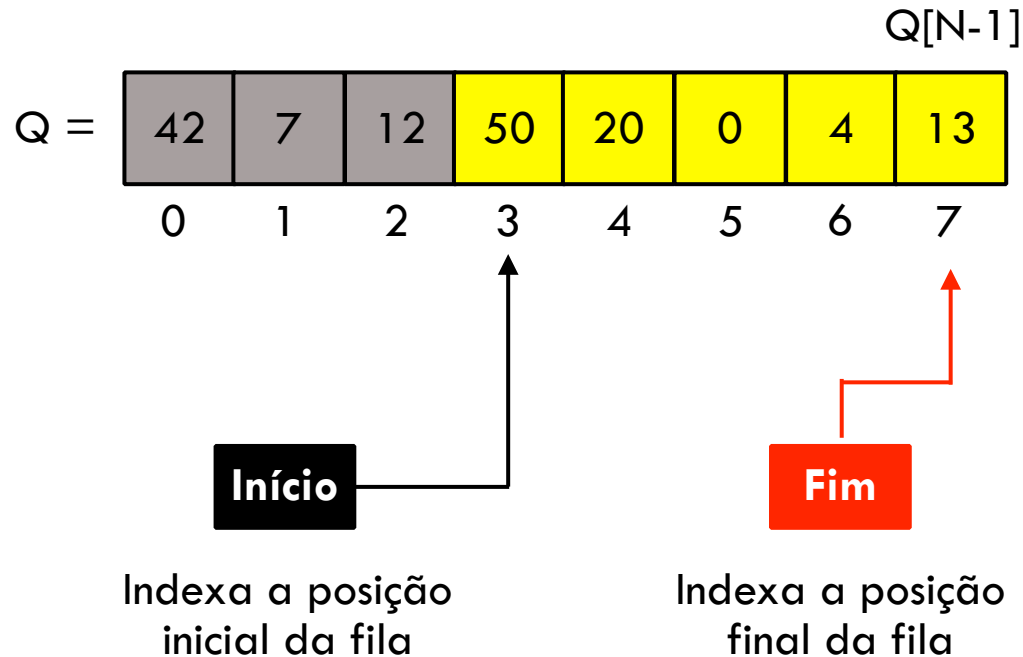 Q[N-1]
Q = 42 7 12 50 20 0 4 13
0 1 2 3 4 5 6 7
Início Fim
Indexa a posição
inicial da fila
Indexa a posição
final da fila